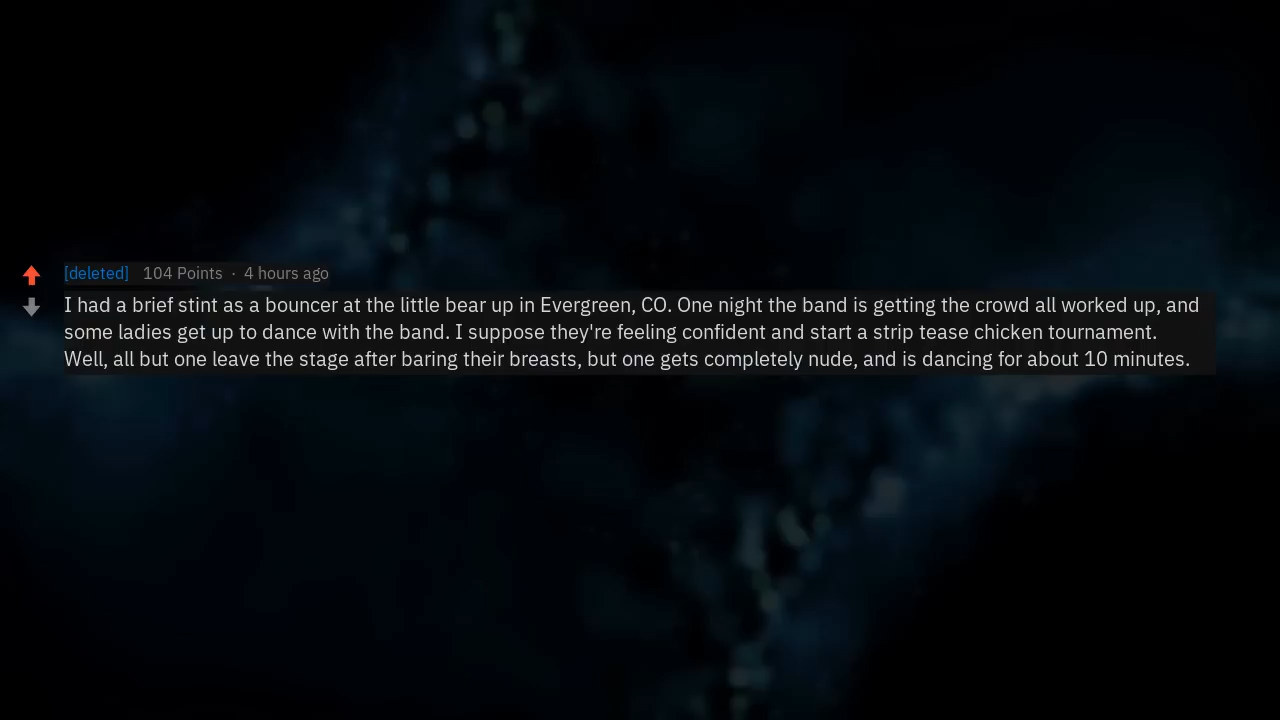 [deleted] 104 Points · 4 hours ago
I had a brief stint as a bouncer at the little bear up in Evergreen, CO. One night the band is getting the crowd all worked up, and
some ladies get up to dance with the band. I suppose they're feeling confident and start a strip tease chicken tournament.
Well, all but one leave the stage after baring their breasts, but one gets completely nude, and is dancing for about 10 minutes.